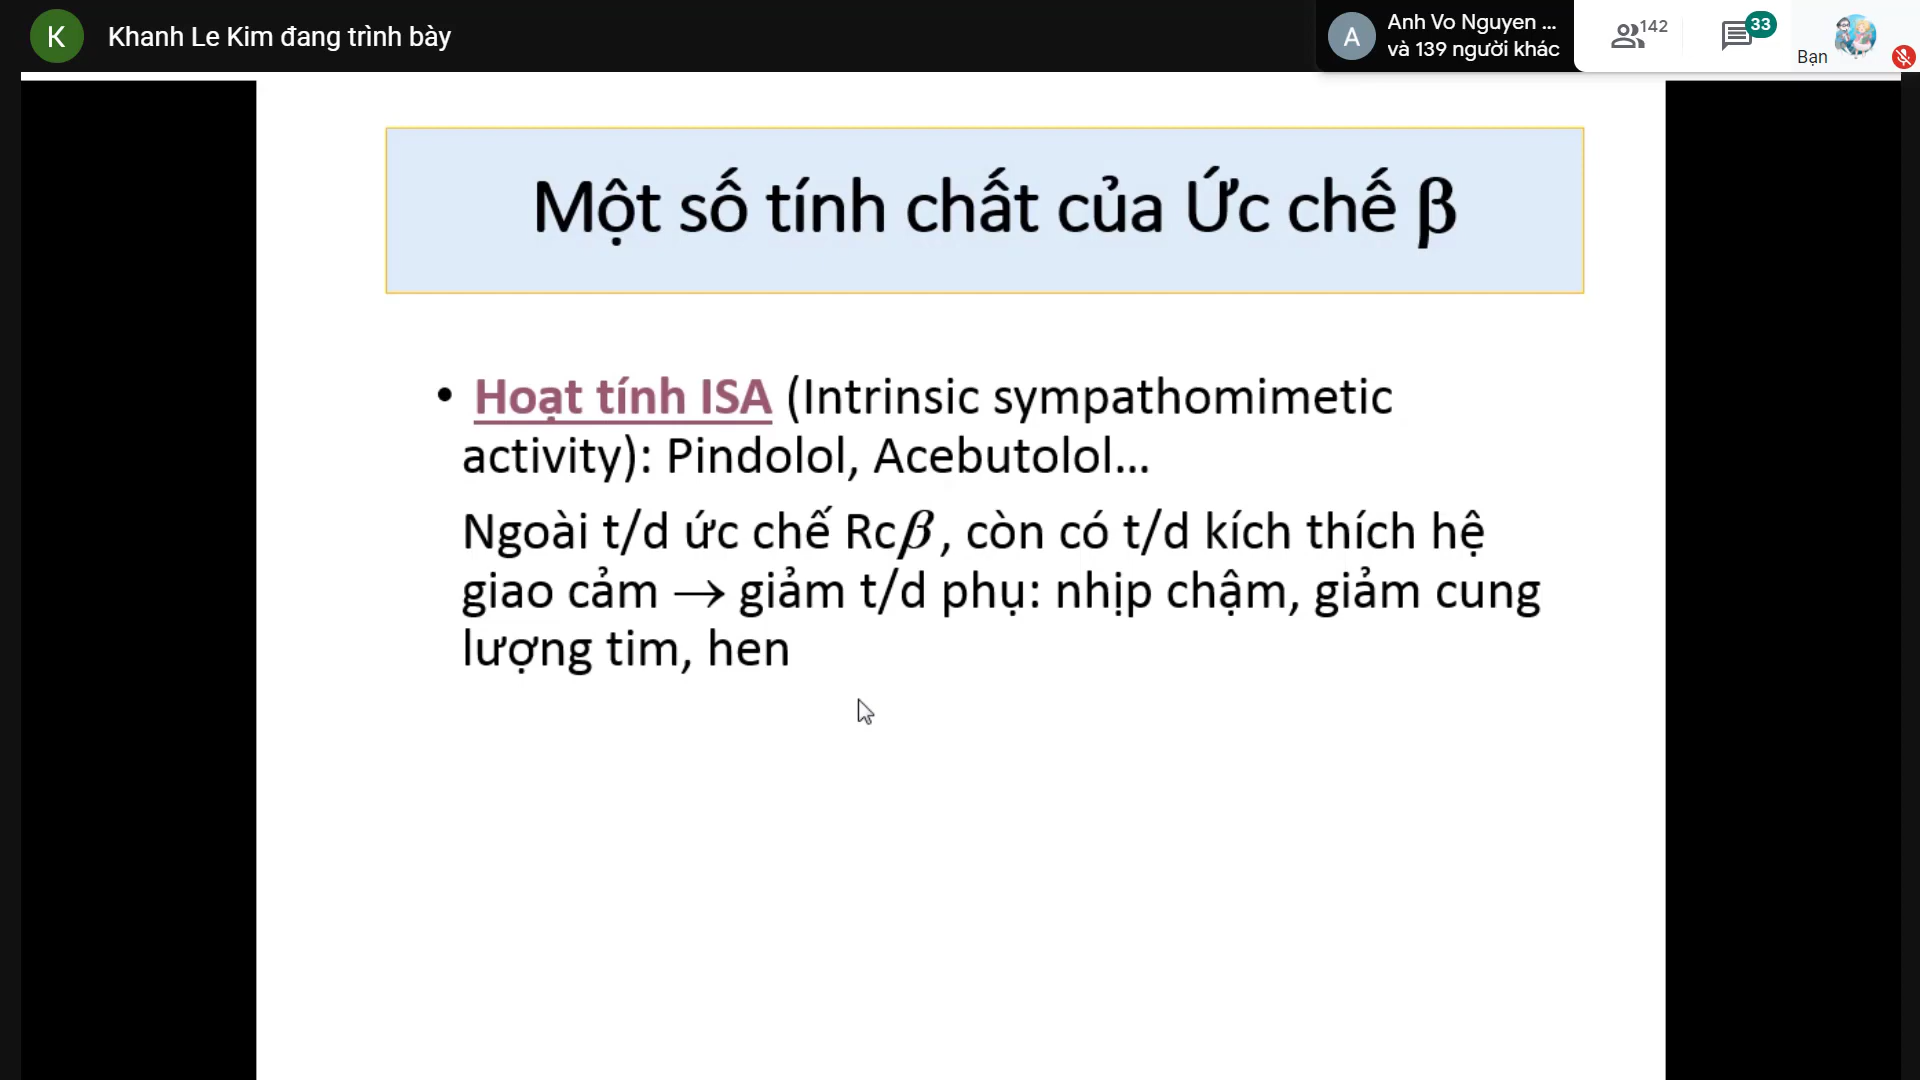 K
Khanh Le Kim đang trình bày
A
Anh Vo Nguyen ...
và 139 người khác
142
33
Bạn
Một số tính chất của Ức chế β
• Hoạt tính ISA (Intrinsic sympathomimetic
activity): Pindolol, Acebutolol...
Ngoài t/d ức chế Rcβ, còn có t/d kích thích hệ
giao cảm → giảm t/d phụ: nhịp chậm, giảm cung
lượng tim, hen